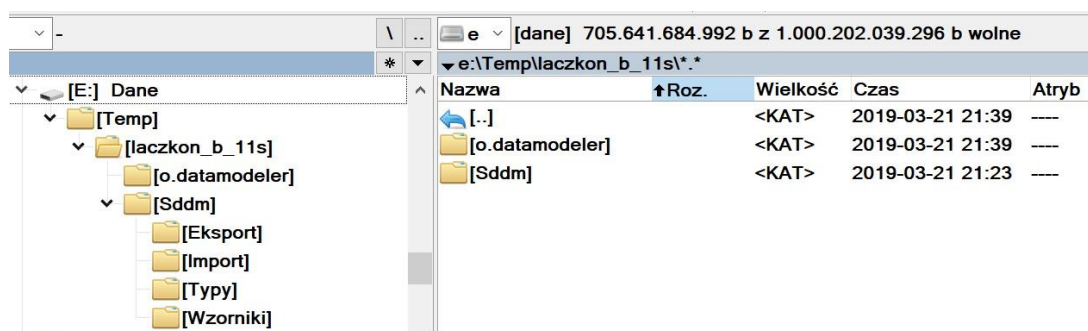 -
\ ..
e [dane] 705.641.684.992 b z 1.000.202.039.296 b wolne
*
e:\Temp\laczkon_b_11s\*.*
[E:] Dane
[Temp]
[laczkon_b_11s]
[o.datamodeler]
[Sddm]
[Eksport]
[Import]
[Typy]
[Wzorniki]
Nazwa Roz. Wielkość Czas Atryb
[..] <KAT> 2019-03-21 21:39 ----
[o.datamodeler] <KAT> 2019-03-21 21:39 ----
[Sddm] <KAT> 2019-03-21 21:23 ----